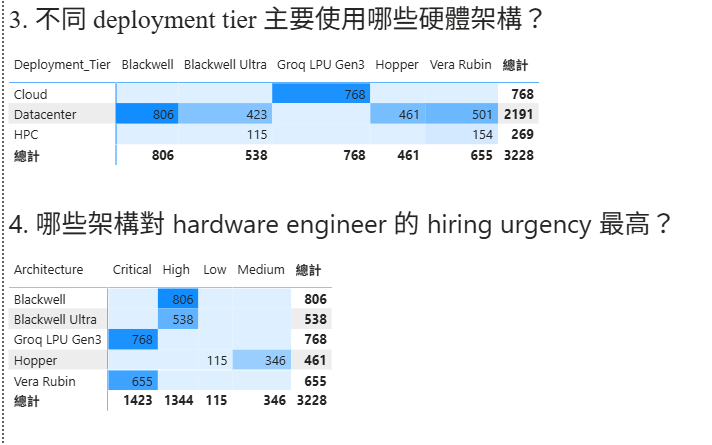 3. 不同 deployment tier 主要使用哪些硬體架構？
Deployment_Tier Blackwell Blackwell Ultra Groq LPU Gen3 Hopper Vera Rubin 總計
Cloud 768 768
Datacenter 806 423 461 501 2191
HPC 115 154 269
總計 806 538 768 461 655 3228
4. 哪些架構對 hardware engineer 的 hiring urgency 最高？
Architecture Critical High Low Medium 總計
Blackwell 806 806
Blackwell Ultra 538 538
Groq LPU Gen3 768 768
Hopper 115 346 461
Vera Rubin 655 655
總計 1423 1344 115 346 3228